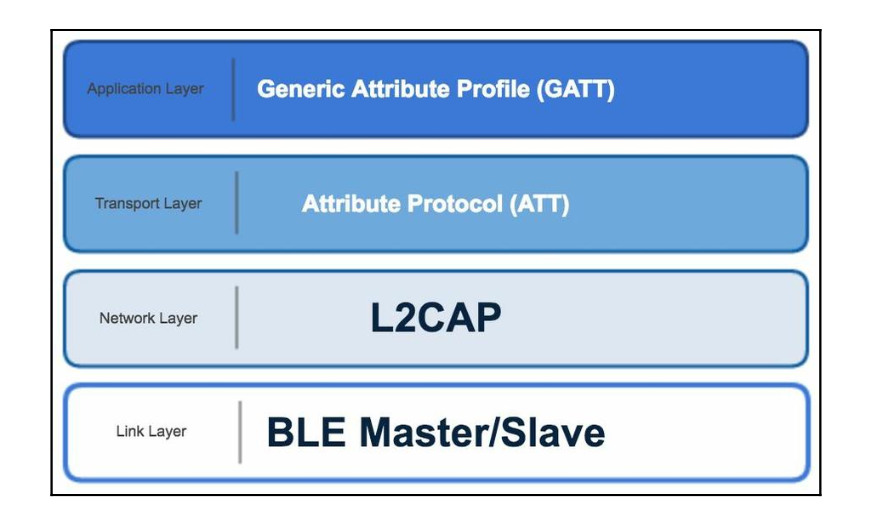 Application Layer
Generic Attribute Profile (GATT)
Transport Layer
Attribute Protocol (ATT)
Network Layer
L2CAP
Link Layer
BLE Master/Slave